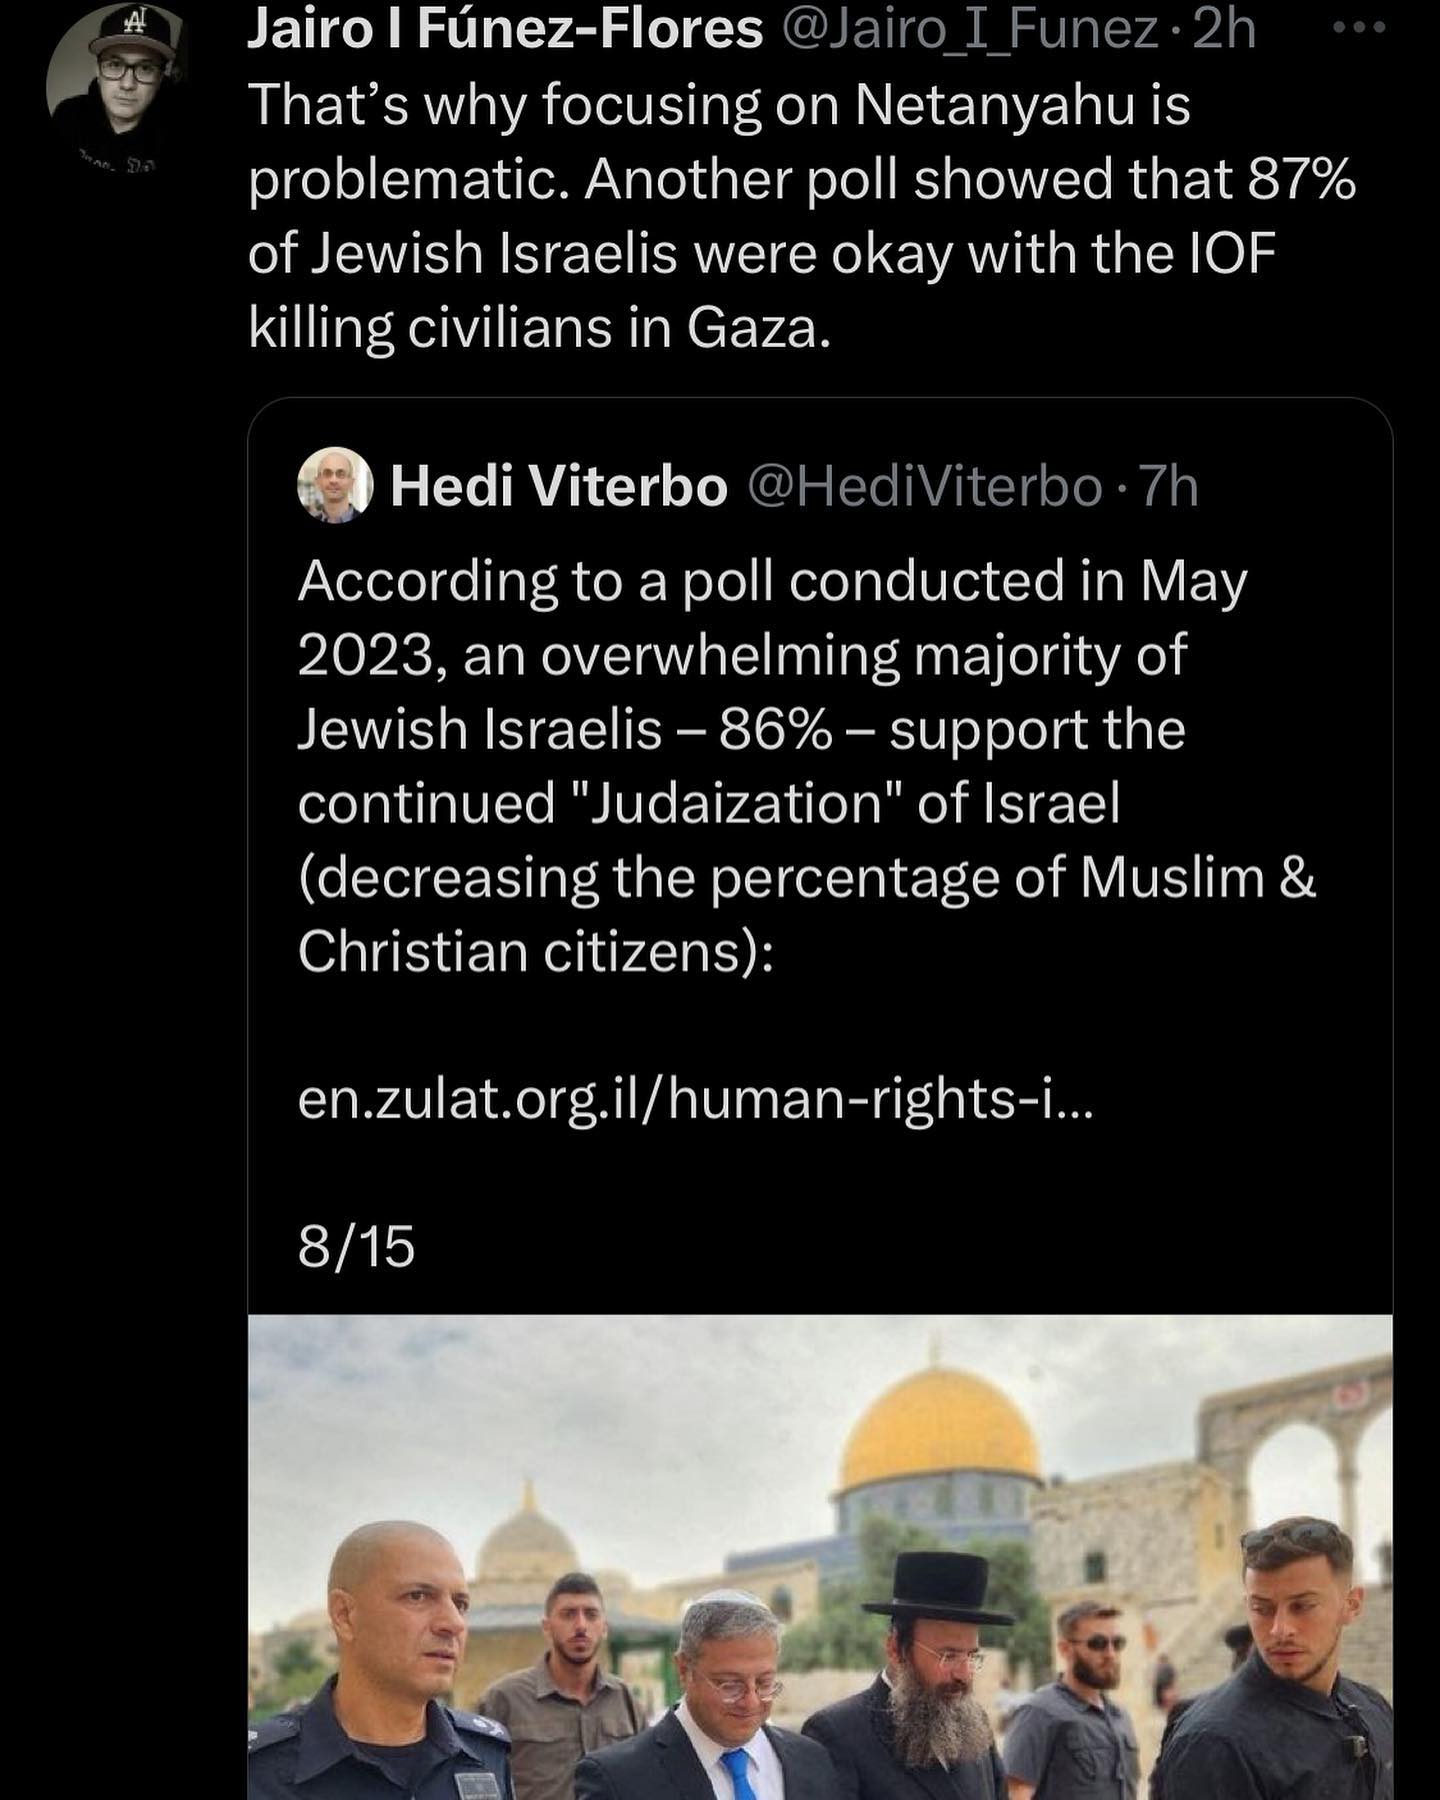 Jairo I Fúnez-Flores @Jairo_I_Funez · 2h
That’s why focusing on Netanyahu is
problematic. Another poll showed that 87%
of Jewish Israelis were okay with the IOF
killing civilians in Gaza.
Hedi Viterbo @HediViterbo · 7h
According to a poll conducted in May
2023, an overwhelming majority of
Jewish Israelis – 86% – support the
continued "Judaization" of Israel
(decreasing the percentage of Muslim &
Christian citizens):
en.zulat.org.il/human-rights-i...
8/15